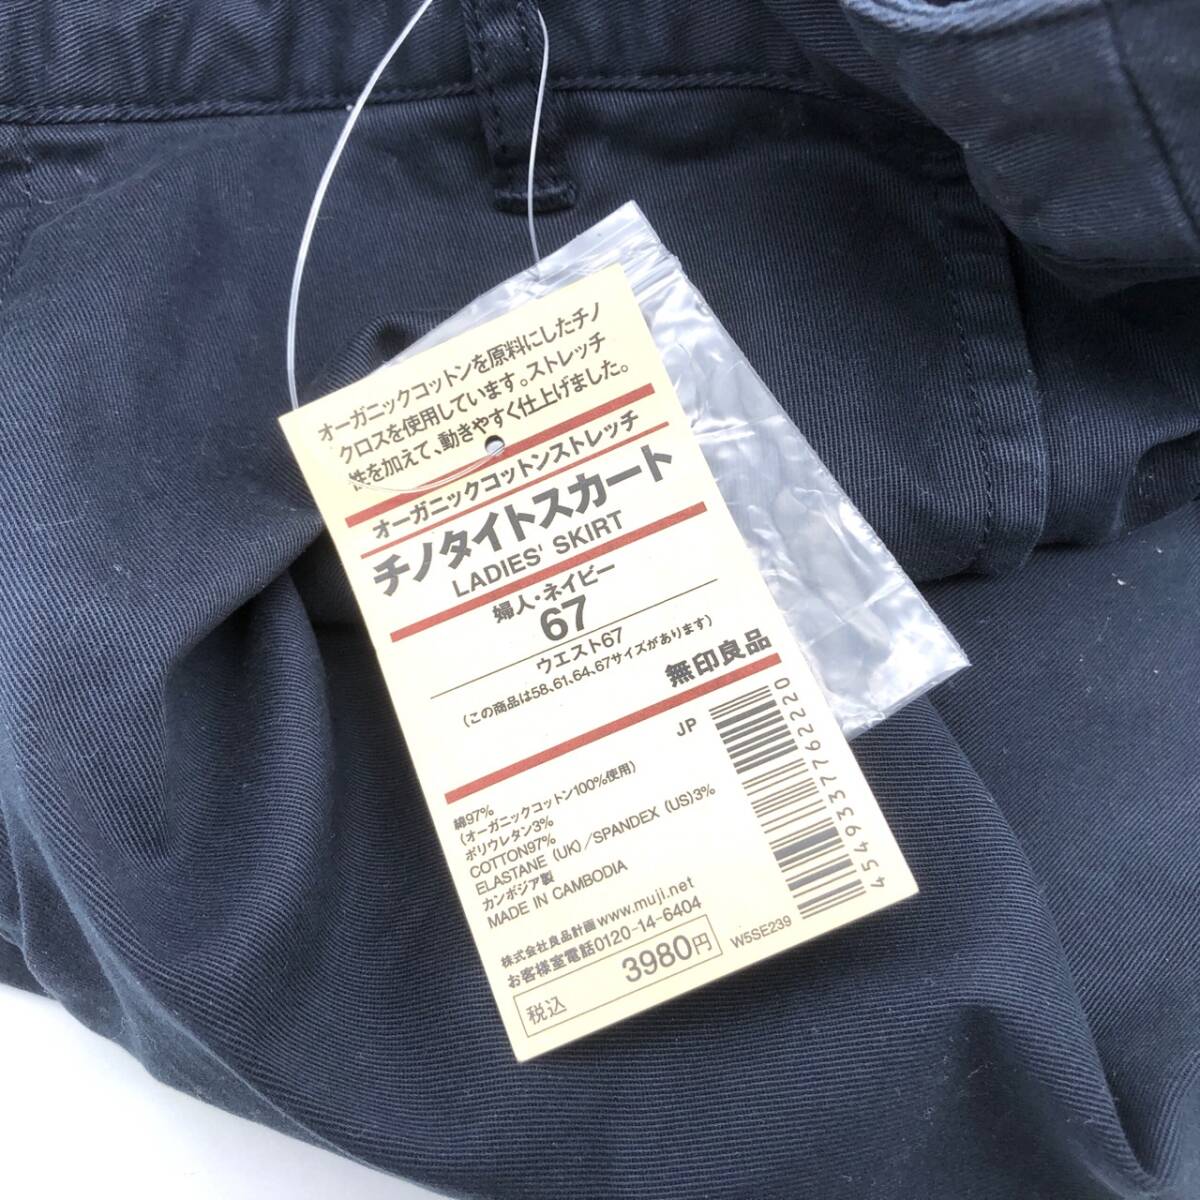 オーガニックコットンを原料にしたチノ
クロスを使用しています。ストレッチ
性を加えて、動きやすく仕上げました。
オーガニックコットンストレッチ
チノタイトスカート
LADIES' SKIRT
婦人・ネイビー
67
ウエスト67
(この商品は58、61、64、67サイズがあります)
無印良品
JP
4549337762220
綿97%
(オーガニックコットン100%使用)
ポリウレタン3%
COTTON97%
ELASTANE (UK)/SPANDEX (US)3%
カンボジア製
MADE IN CAMBODIA
株式会社良品計画 www.muji.net
お客様室電話0120-14-6404
税込 3980円
W5SE239